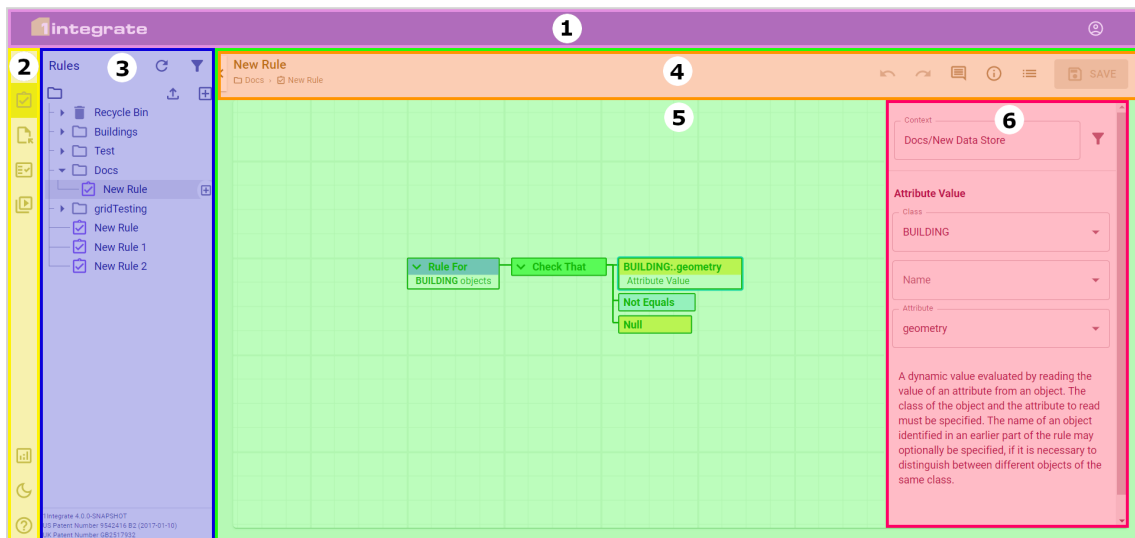 1integrate
1
2
Rules
3
New Rule
Docs › New Rule
4
SAVE
5
6
Recycle Bin
Buildings
Test
Docs
New Rule
gridTesting
New Rule
New Rule 1
New Rule 2
1Integrate 4.0.0-SNAPSHOT
US Patent Number 9542416 B2 (2017-01-10)
UK Patent Number GB2517932
Rule For
BUILDING objects
Check That
BUILDING:.geometry
Attribute Value
Not Equals
Null
Context
Docs/New Data Store
Attribute Value
Class
BUILDING
Name
Attribute
geometry
A dynamic value evaluated by reading the
value of an attribute from an object. The
class of the object and the attribute to read
must be specified. The name of an object
identified in an earlier part of the rule may
optionally be specified, if it is necessary to
distinguish between different objects of the
same class.